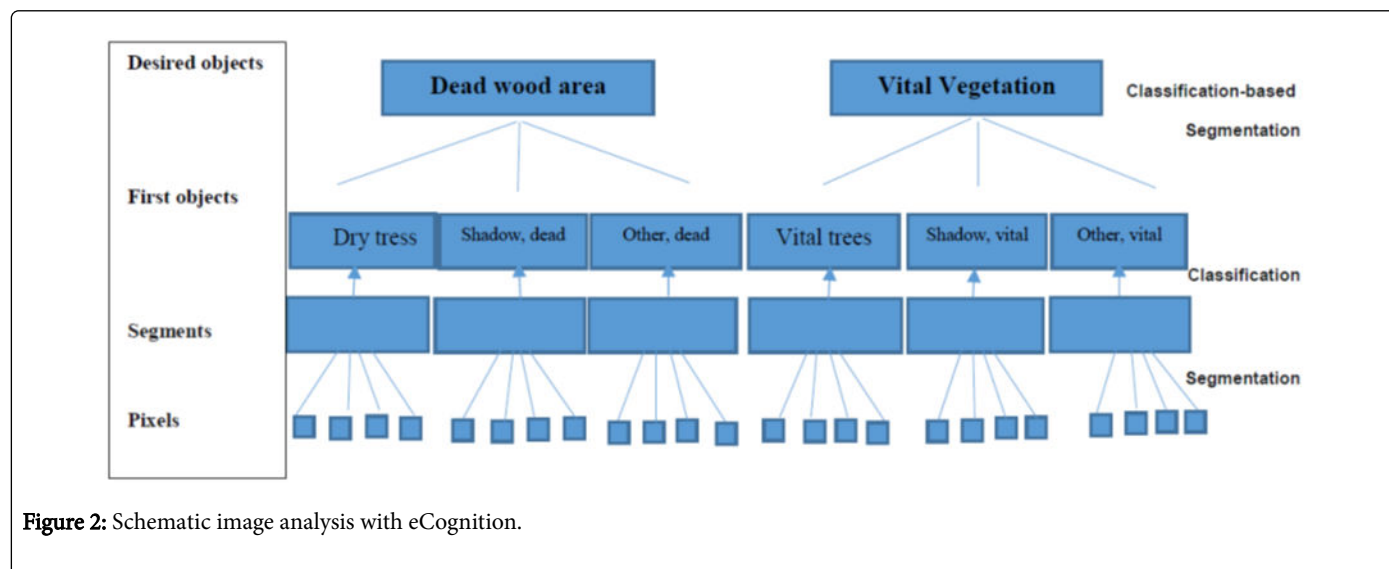 Desired objects
Dead wood area
Vital Vegetation
Classification-based
Segmentation
First objects
Dry tress
Shadow, dead
Other, dead
Vital trees
Shadow, vital
Other, vital
Classification
Segments
Segmentation
Pixels
Figure 2: Schematic image analysis with eCognition.